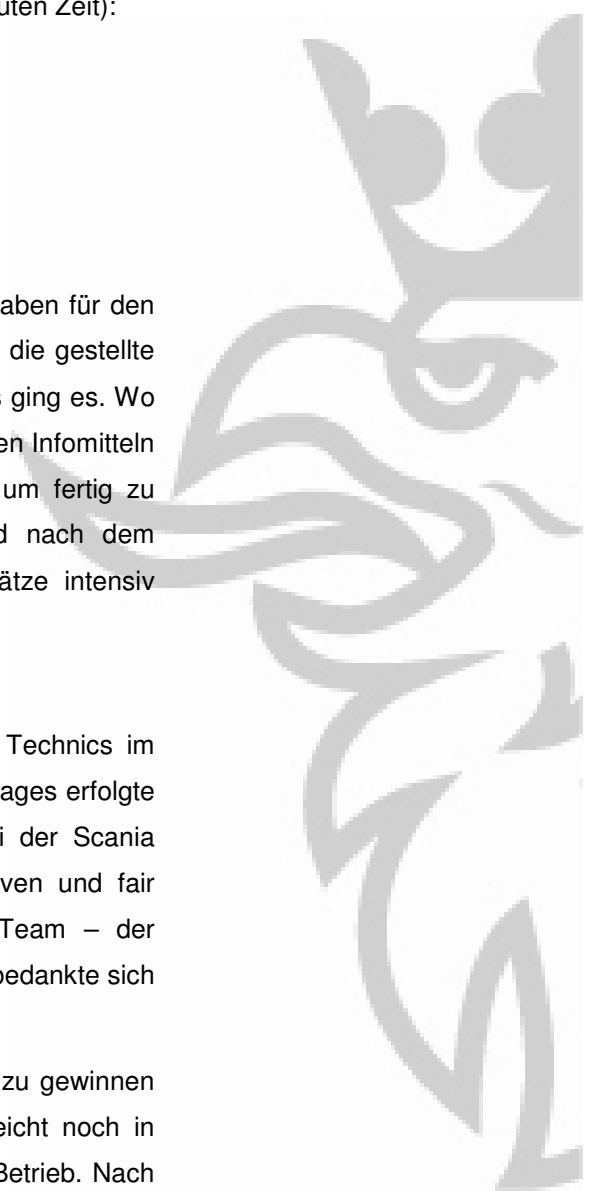 uten Zeit):
aben für den
die gestellte
s ging es. Wo
en Infomitteln
um fertig zu
d nach dem
ätze intensiv
Technics im
ages erfolgte
i der Scania
ven und fair
Team – der
bedankte sich
zu gewinnen
eicht noch in
Betrieb. Nach